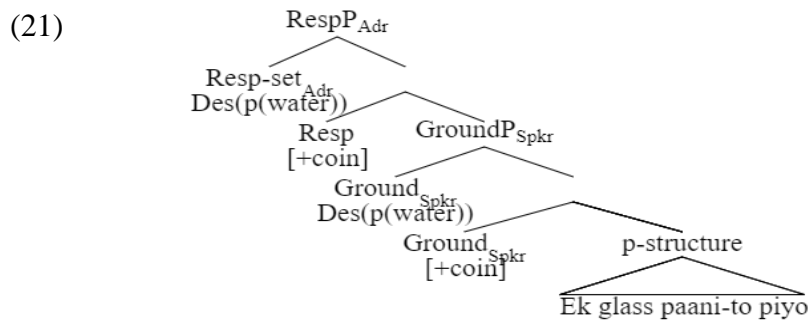 (21)
RespP_Adr
Resp-set_Adr
Des(p(water))
Resp
[+coin]
GroundP_Spkr
Ground_Spkr
Des(p(water))
Ground_Spkr
[+coin]
p-structure
Ek glass paani-to piyo